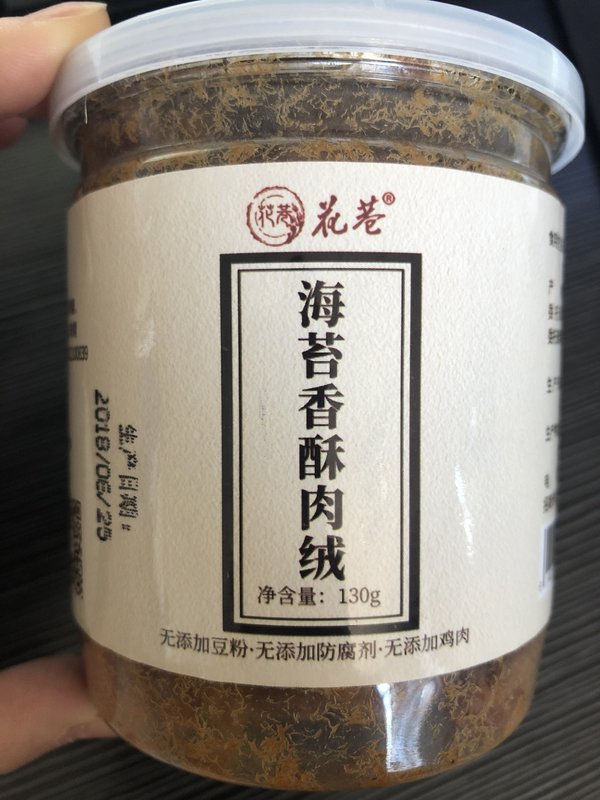 花巷
花巷®
海苔香酥肉绒
净含量：130g
无添加豆粉·无添加防腐剂·无添加鸡肉
生产日期：
2018/06/25